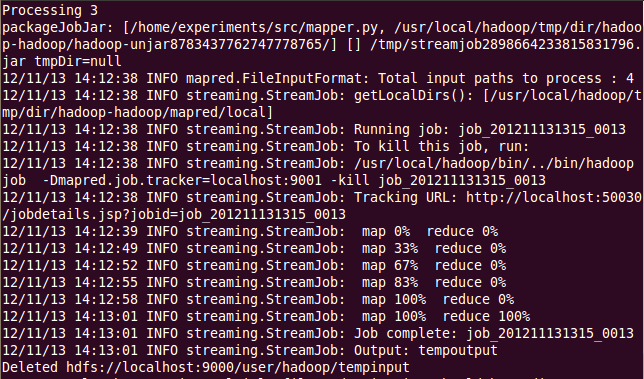 Processing 3
packageJobJar: [/home/experiments/src/mapper.py, /usr/local/hadoop/tmp/dir/hadoo
p-hadoop/hadoop-unjar8783437762747778765/] [] /tmp/streamjob2898664233815831796.
jar tmpDir=null
12/11/13 14:12:38 INFO mapred.FileInputFormat: Total input paths to process : 4
12/11/13 14:12:38 INFO streaming.StreamJob: getLocalDirs(): [/usr/local/hadoop/t
mp/dir/hadoop-hadoop/mapred/local]
12/11/13 14:12:38 INFO streaming.StreamJob: Running job: job_201211131315_0013
12/11/13 14:12:38 INFO streaming.StreamJob: To kill this job, run:
12/11/13 14:12:38 INFO streaming.StreamJob: /usr/local/hadoop/bin/../bin/hadoop
job  -Dmapred.job.tracker=localhost:9001 -kill job_201211131315_0013
12/11/13 14:12:38 INFO streaming.StreamJob: Tracking URL: http://localhost:50030
/jobdetails.jsp?jobid=job_201211131315_0013
12/11/13 14:12:39 INFO streaming.StreamJob:  map 0%  reduce 0%
12/11/13 14:12:49 INFO streaming.StreamJob:  map 33%  reduce 0%
12/11/13 14:12:52 INFO streaming.StreamJob:  map 67%  reduce 0%
12/11/13 14:12:55 INFO streaming.StreamJob:  map 83%  reduce 0%
12/11/13 14:12:58 INFO streaming.StreamJob:  map 100%  reduce 0%
12/11/13 14:13:01 INFO streaming.StreamJob:  map 100%  reduce 100%
12/11/13 14:13:01 INFO streaming.StreamJob: Job complete: job_201211131315_0013
12/11/13 14:13:01 INFO streaming.StreamJob: Output: tempoutput
Deleted hdfs://localhost:9000/user/hadoop/tempinput